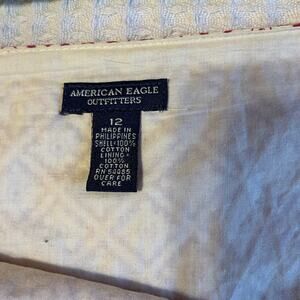 AMERICAN EAGLE
OUTFITTERS
12
MADE IN
PHILIPPINES
SHELL=100%
COTTON
LINING=
100%
COTTON
RN 54485
OVER FOR
CARE